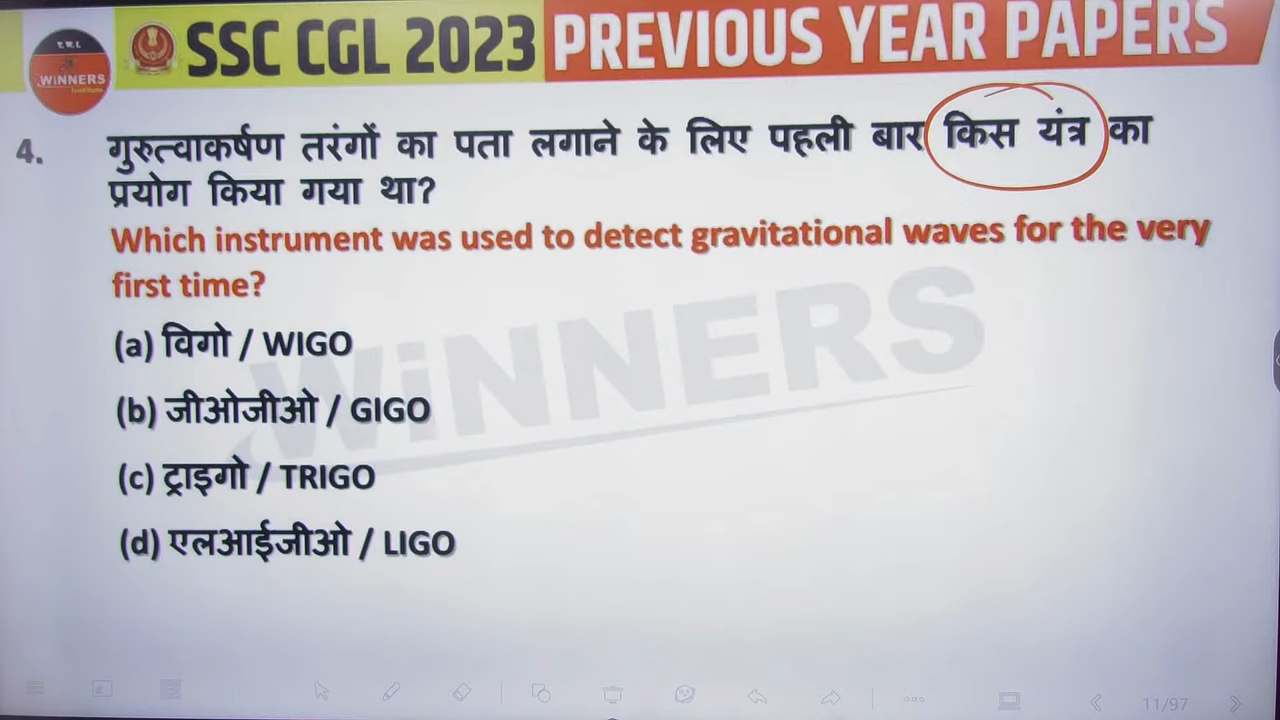 E.W.L
WiNNERS
Institute
SSC CGL 2023 PREVIOUS YEAR PAPERS
4. गुरुत्वाकर्षण तरंगों का पता लगाने के लिए पहली बार किस यंत्र का
प्रयोग किया गया था?
Which instrument was used to detect gravitational waves for the very
first time?
(a) विगो / WIGO
(b) जीओजीओ / GIGO
(c) ट्राइगो / TRIGO
(d) एलआईजीओ / LIGO
WiNNERS
11/97